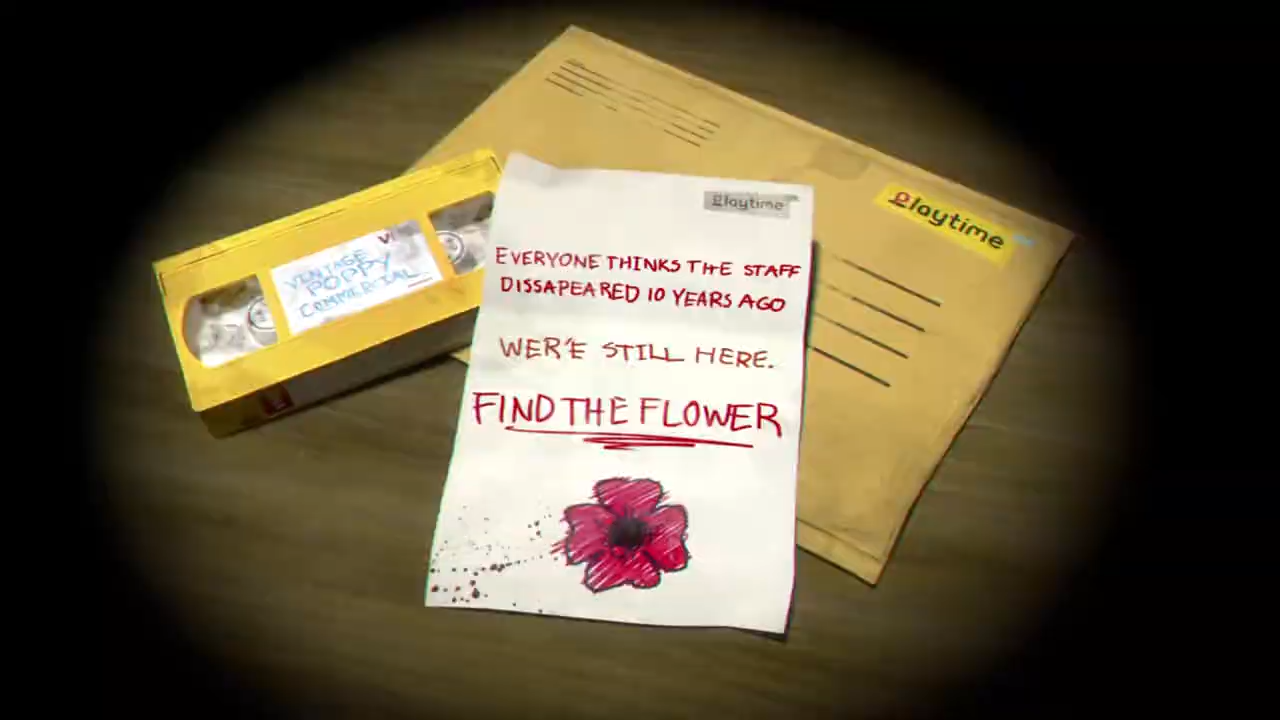 VINTAGE
POPPY
COMMERCIAL
Playtime
EVERYONE THINKS THE STAFF
DISSAPEARED 10 YEARS AGO
WER'E STILL HERE.
FIND THE FLOWER
Playtime